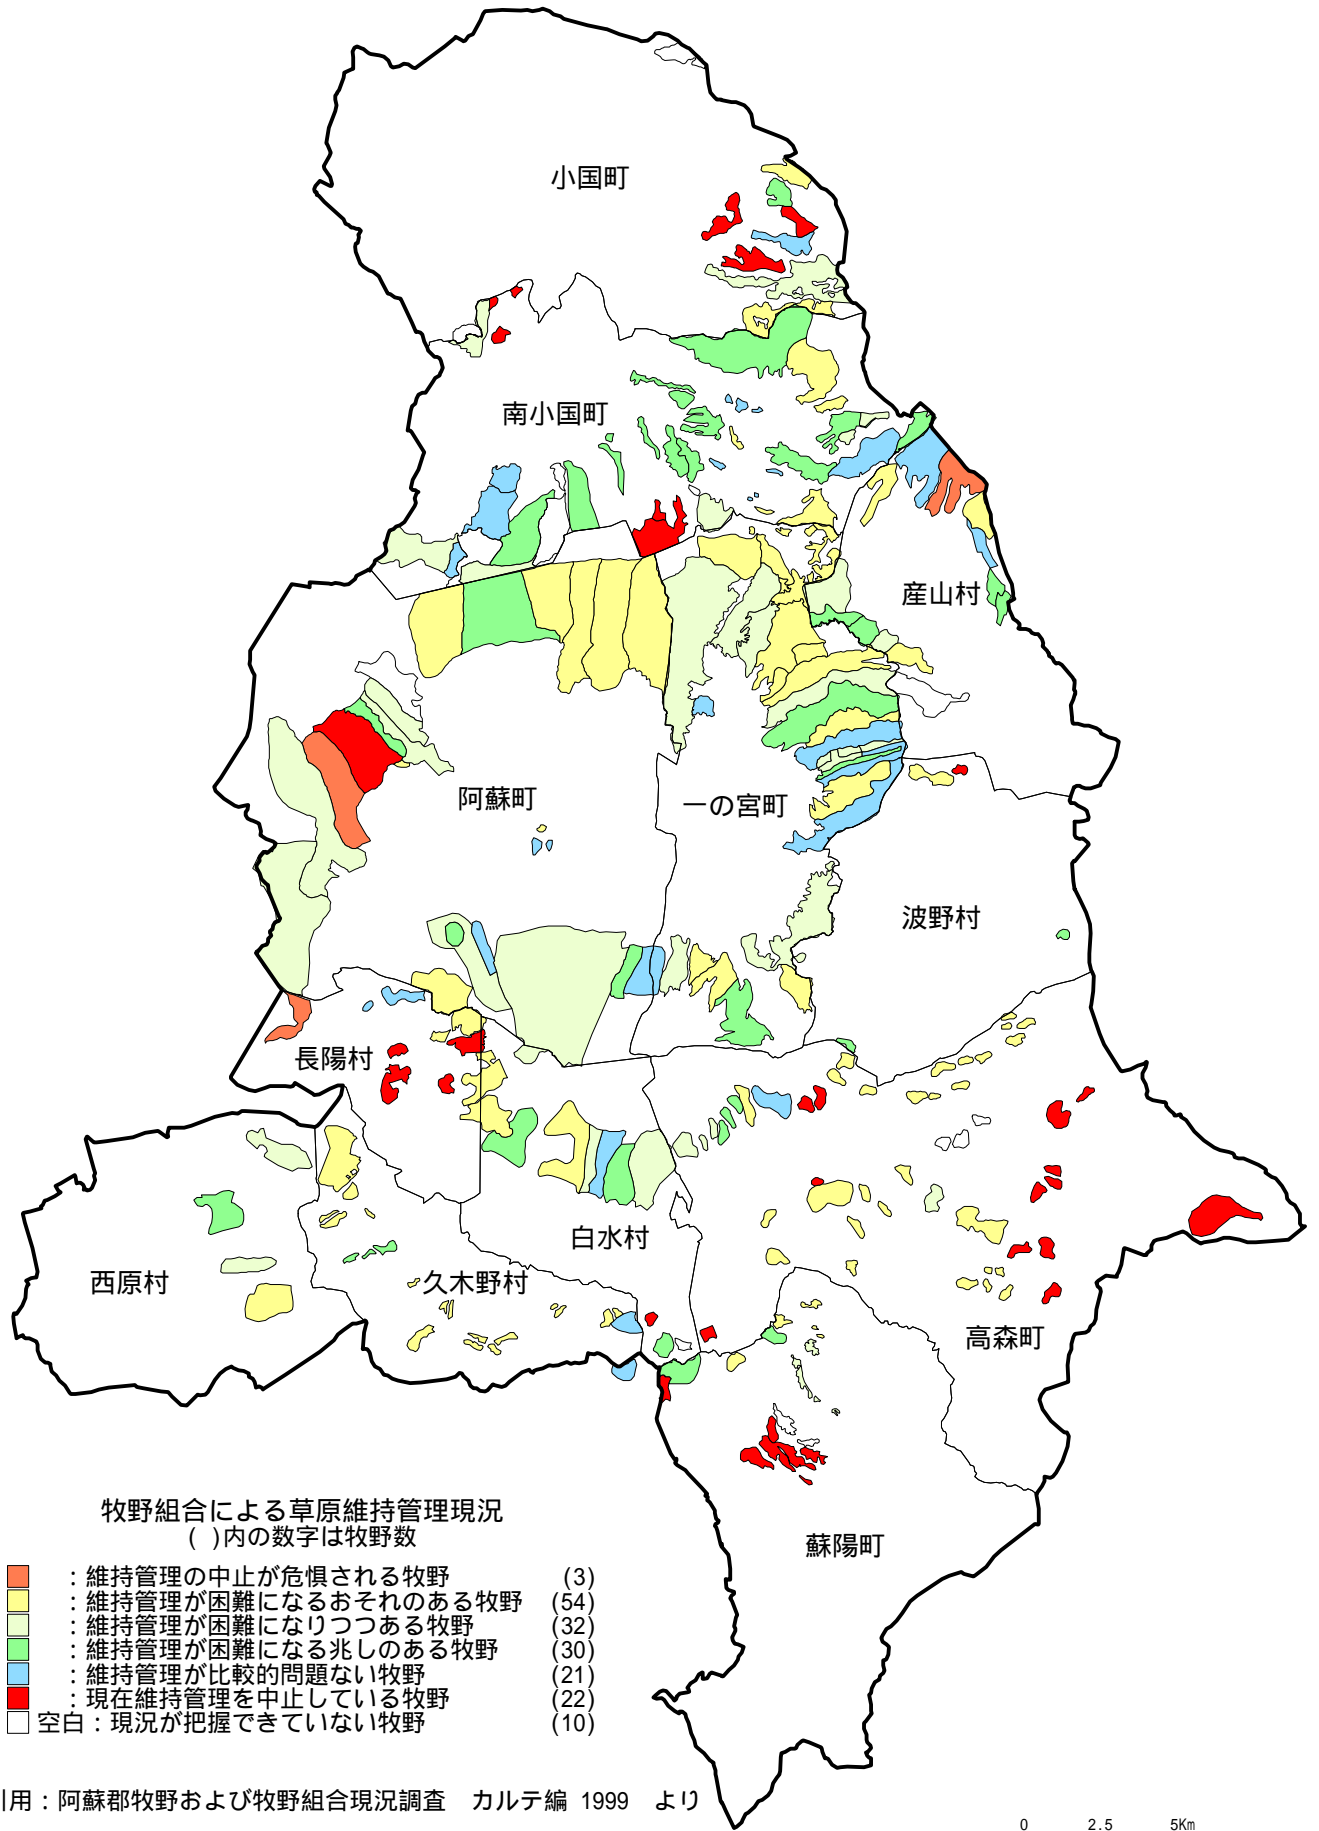 小国町
南小国町
産山村
阿蘇町
一の宮町
波野村
長陽村
白水村
西原村
久木野村
高森町
蘇陽町
牧野組合による草原維持管理現況
( )内の数字は牧野数
：維持管理の中止が危惧される牧野 (3)
：維持管理が困難になるおそれのある牧野 (54)
：維持管理が困難になりつつある牧野 (32)
：維持管理が困難になる兆しのある牧野 (30)
：維持管理が比較的問題ない牧野 (21)
：現在維持管理を中止している牧野 (22)
空白：現況が把握できていない牧野 (10)
用：阿蘇郡牧野および牧野組合現況調査 カルテ編 1999 より
0 2.5 5Km